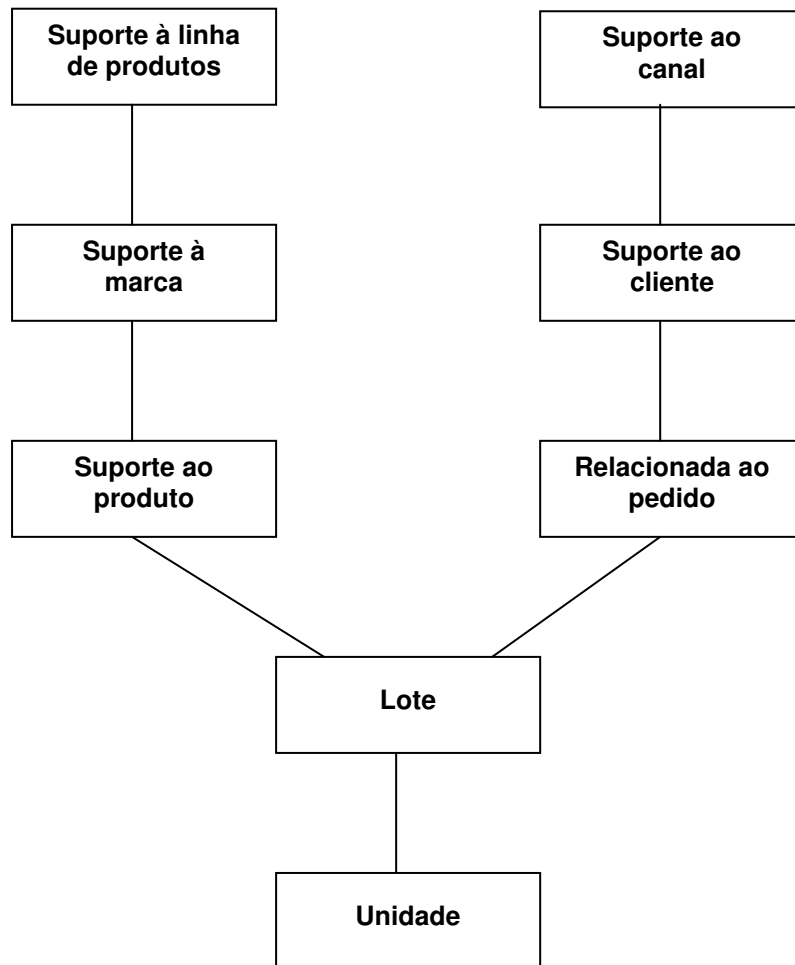 Suporte à linha
de produtos
Suporte ao
canal
Suporte à
marca
Suporte ao
cliente
Suporte ao
produto
Relacionada ao
pedido
Lote
Unidade